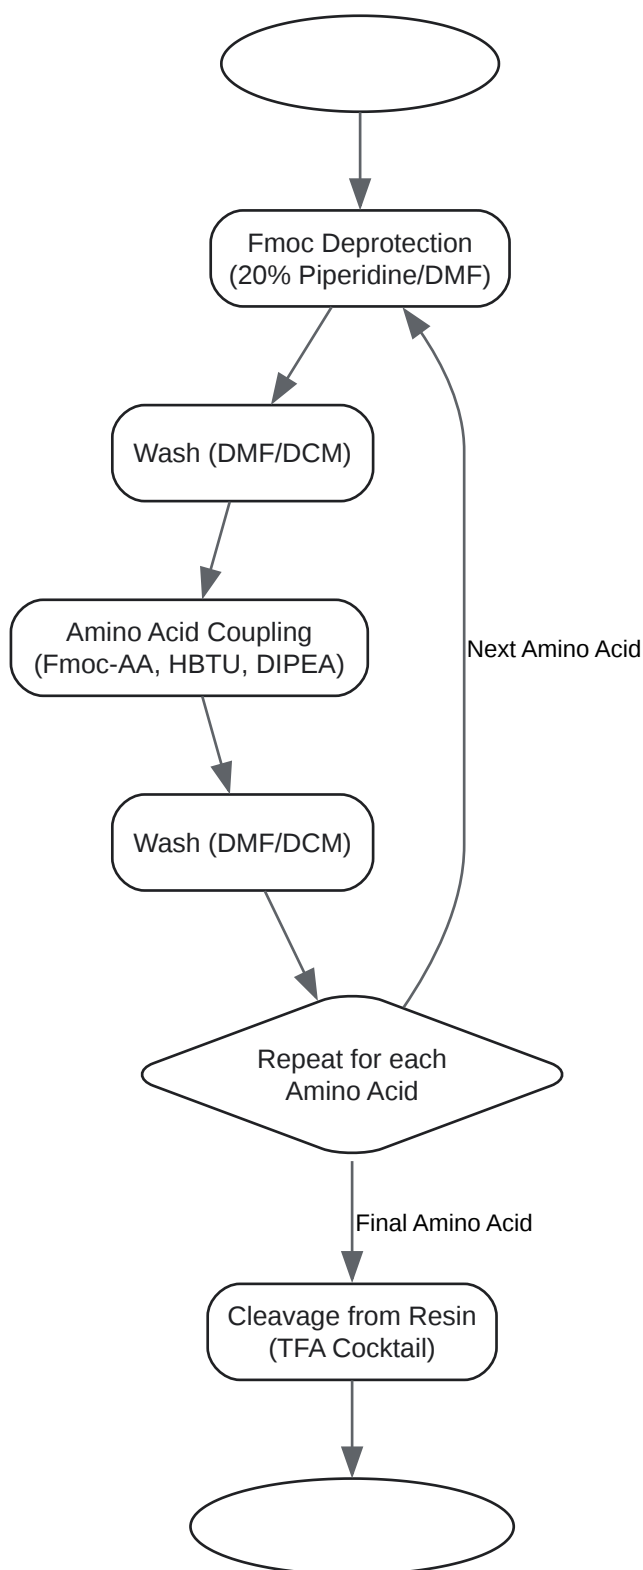 Fmoc Deprotection
(20% Piperidine/DMF)
Wash (DMF/DCM)
Amino Acid Coupling
(Fmoc-AA, HBTU, DIPEA)
Next Amino Acid
Wash (DMF/DCM)
Repeat for each
Amino Acid
Final Amino Acid
Cleavage from Resin
(TFA Cocktail)